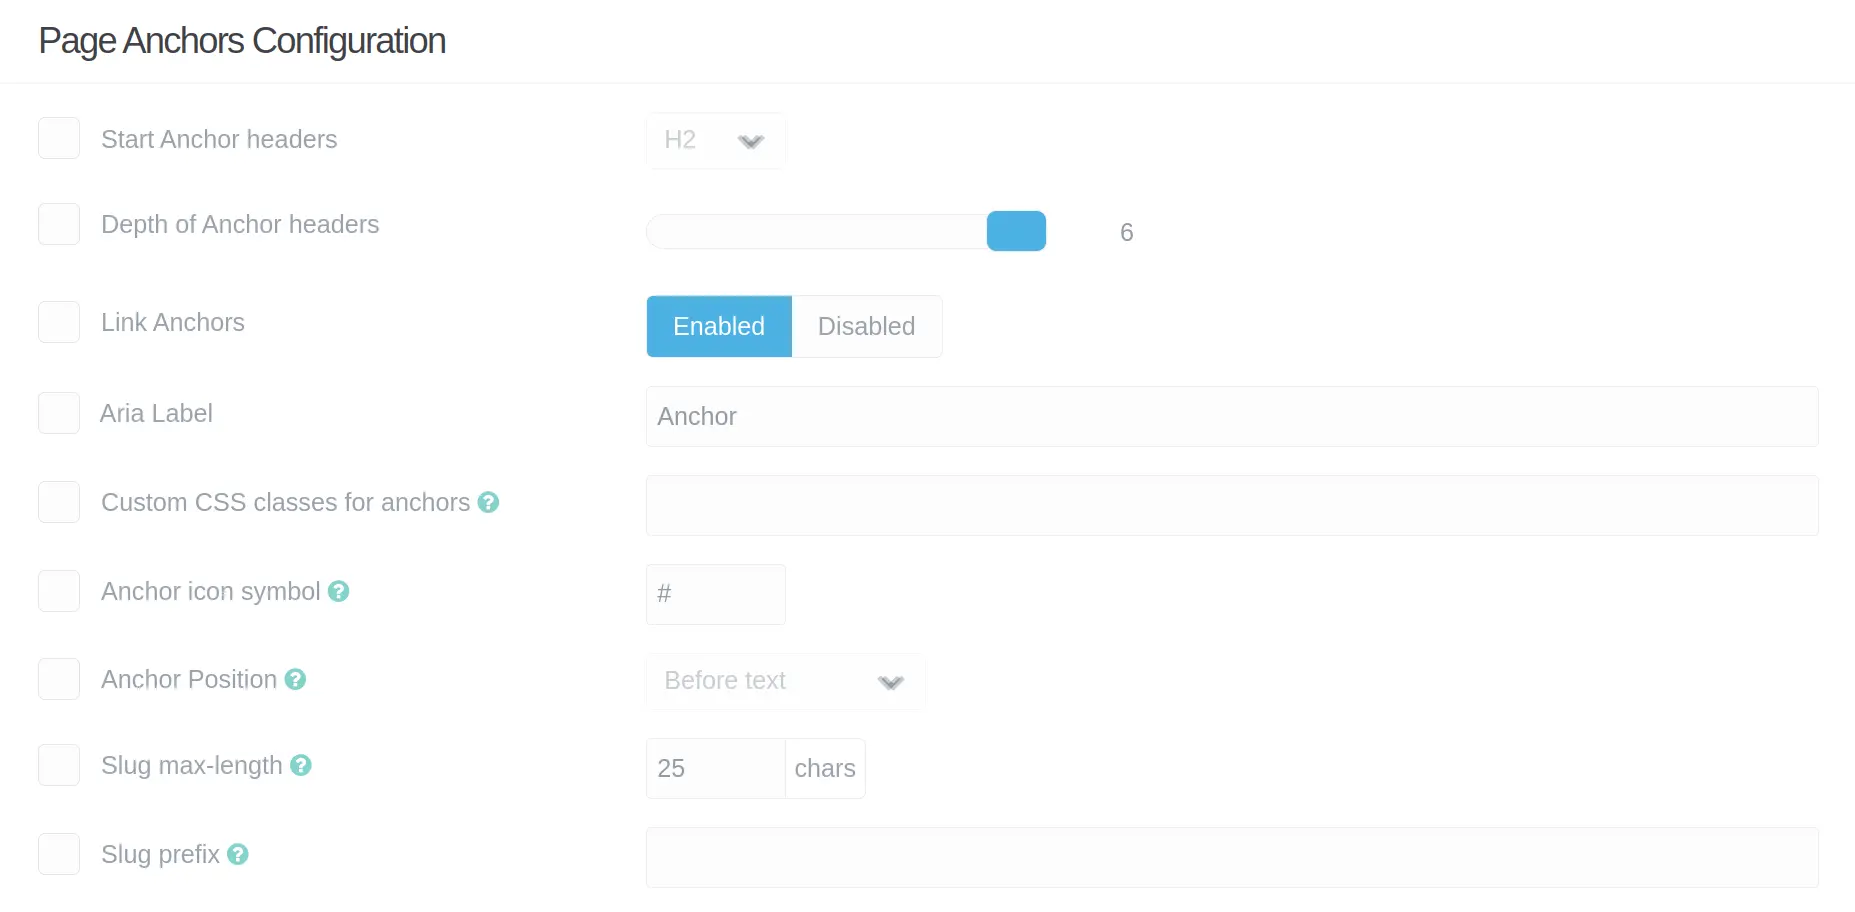 Page Anchors Configuration
Start Anchor headers
H2
Depth of Anchor headers
6
Link Anchors
Enabled
Disabled
Aria Label
Anchor
Custom CSS classes for anchors ?
Anchor icon symbol ?
#
Anchor Position ?
Before text
Slug max-length ?
25
chars
Slug prefix ?